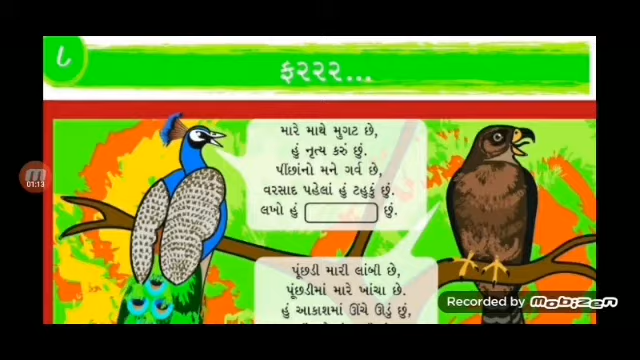 ૮
ફરરર...
મારે માથે મુગટ છે,
હું નૃત્ય કરું છું.
પીંછાંનો મને ગર્વ છે,
વરસાદ પહેલાં હું ટહુકું છું.
લખો હું છું.
પૂંછડી મારી લાંબી છે,
પૂંછડીમાં મારે ખાંચા છે.
હું આકાશમાં ઊંચે ઊડું છું,
M
01:13
Recorded by Mobizen